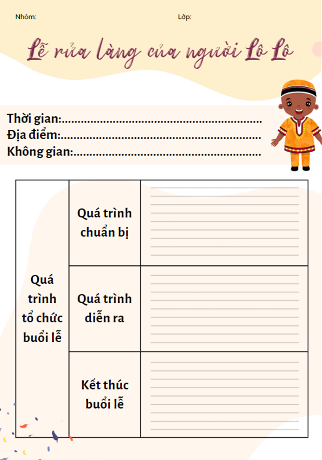 Nhóm: Lớp:
Lễ rửa làng của người Lô Lô
Thời gian:......................................................
Địa điểm:......................................................
Không gian:...................................................
Quá trình
chuẩn bị
Quá
trình
tổ chức
buổi lễ
Quá trình
diễn ra
Kết thúc
buổi lễ